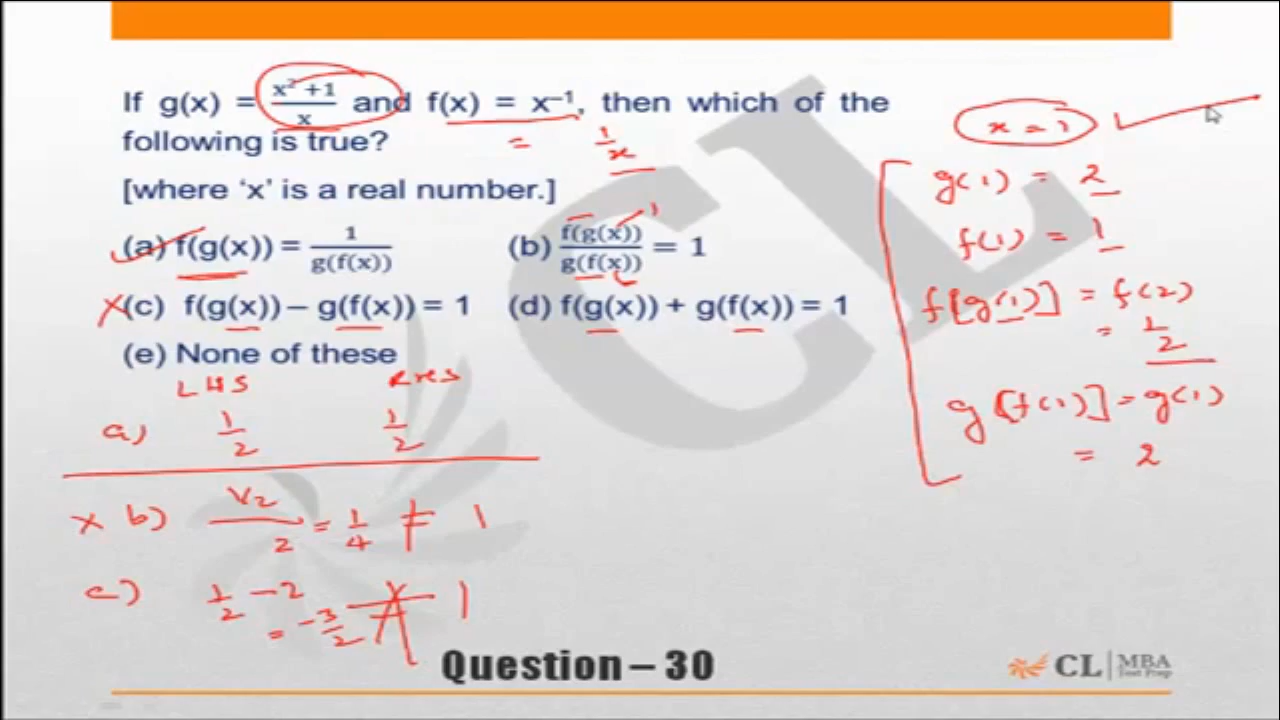 If g(x) = (x² +1)/x and f(x) = x⁻¹, then which of the
following is true?
= 1/x
[where 'x' is a real number.]
(a) f(g(x)) = 1/g(f(x)) (b) f(g(x))/g(f(x)) = 1
(c) f(g(x)) – g(f(x)) = 1 (d) f(g(x)) + g(f(x)) = 1
(e) None of these
LHS RHS
a) 1/2 1/2
x b) 1/2 / 2 = 1/4 ≠ 1
c) 1/2 – 2
= –3/2 ≠ 1
x = 1
g(1) = 2
f(1) = 1
f[g(1)] = f(2)
= 1/2
g[f(1)] = g(1)
= 2
CL
Question – 30
CL MBA
Test Prep